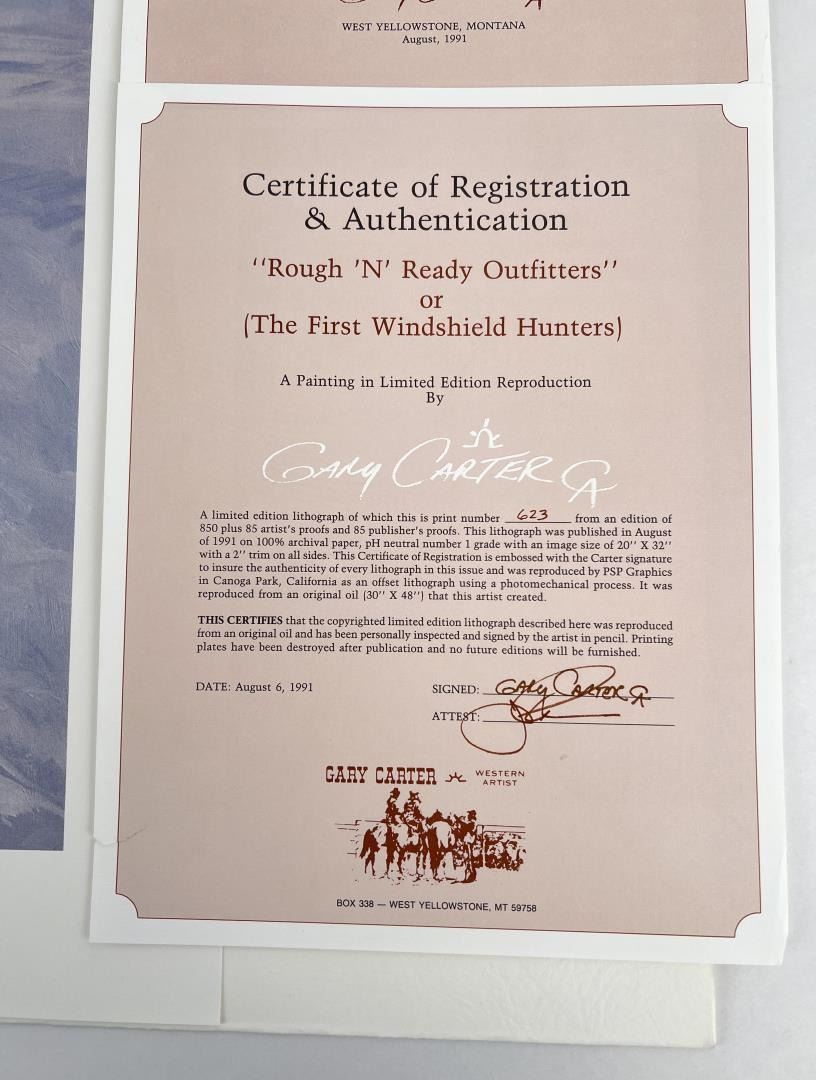 WEST YELLOWSTONE, MONTANA
August, 1991
Certificate of Registration
& Authentication
"Rough 'N' Ready Outfitters"
or
(The First Windshield Hunters)
A Painting in Limited Edition Reproduction
By
GARY CARTER CA
A limited edition lithograph of which this is print number 623 from an edition of
850 plus 85 artist's proofs and 85 publisher's proofs. This lithograph was published in August
of 1991 on 100% archival paper, pH neutral number 1 grade with an image size of 20" X 32"
with a 2" trim on all sides. This Certificate of Registration is embossed with the Carter signature
to insure the authenticity of every lithograph in this issue and was reproduced by PSP Graphics
in Canoga Park, California as an offset lithograph using a photomechanical process. It was
reproduced from an original oil (30" X 48") that this artist created.
THIS CERTIFIES that the copyrighted limited edition lithograph described here was reproduced
from an original oil and has been personally inspected and signed by the artist in pencil. Printing
plates have been destroyed after publication and no future editions will be furnished.
DATE: August 6, 1991
SIGNED: GARY CARTER CA
ATTEST:
GARY CARTER
WESTERN
ARTIST
BOX 338 — WEST YELLOWSTONE, MT 59758